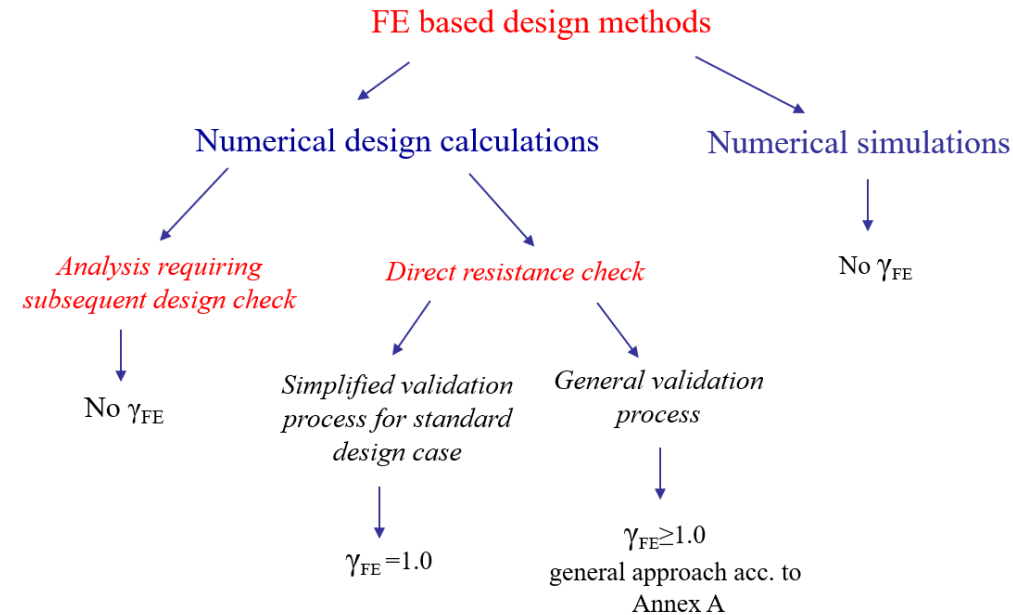 FE based design methods
Numerical design calculations
Numerical simulations
Analysis requiring
subsequent design check
Direct resistance check
No γFE
No γFE
Simplified validation
process for standard
design case
General validation
process
γFE =1.0
γFE≥1.0
general approach acc. to
Annex A